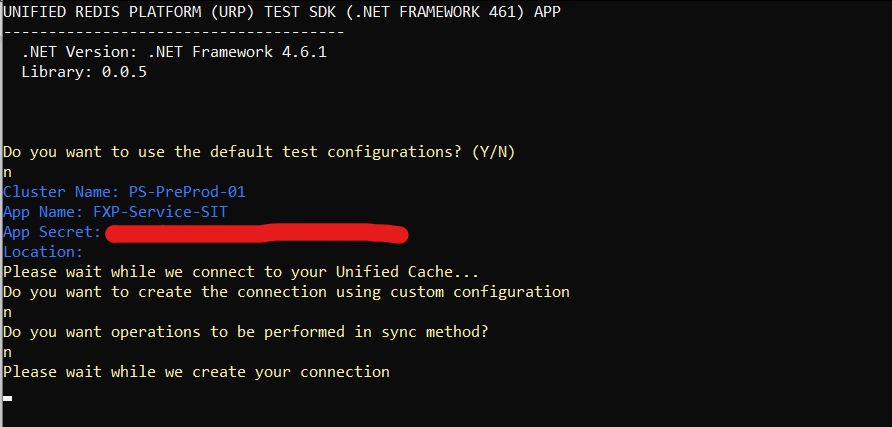 UNIFIED REDIS PLATFORM (URP) TEST SDK (.NET FRAMEWORK 461) APP
--------------------------------------
.NET Version: .NET Framework 4.6.1
Library: 0.0.5
Do you want to use the default test configurations? (Y/N)
n
Cluster Name: PS-PreProd-01
App Name: FXP-Service-SIT
App Secret:
Location:
Please wait while we connect to your Unified Cache...
Do you want to create the connection using custom configuration
n
Do you want operations to be performed in sync method?
n
Please wait while we create your connection